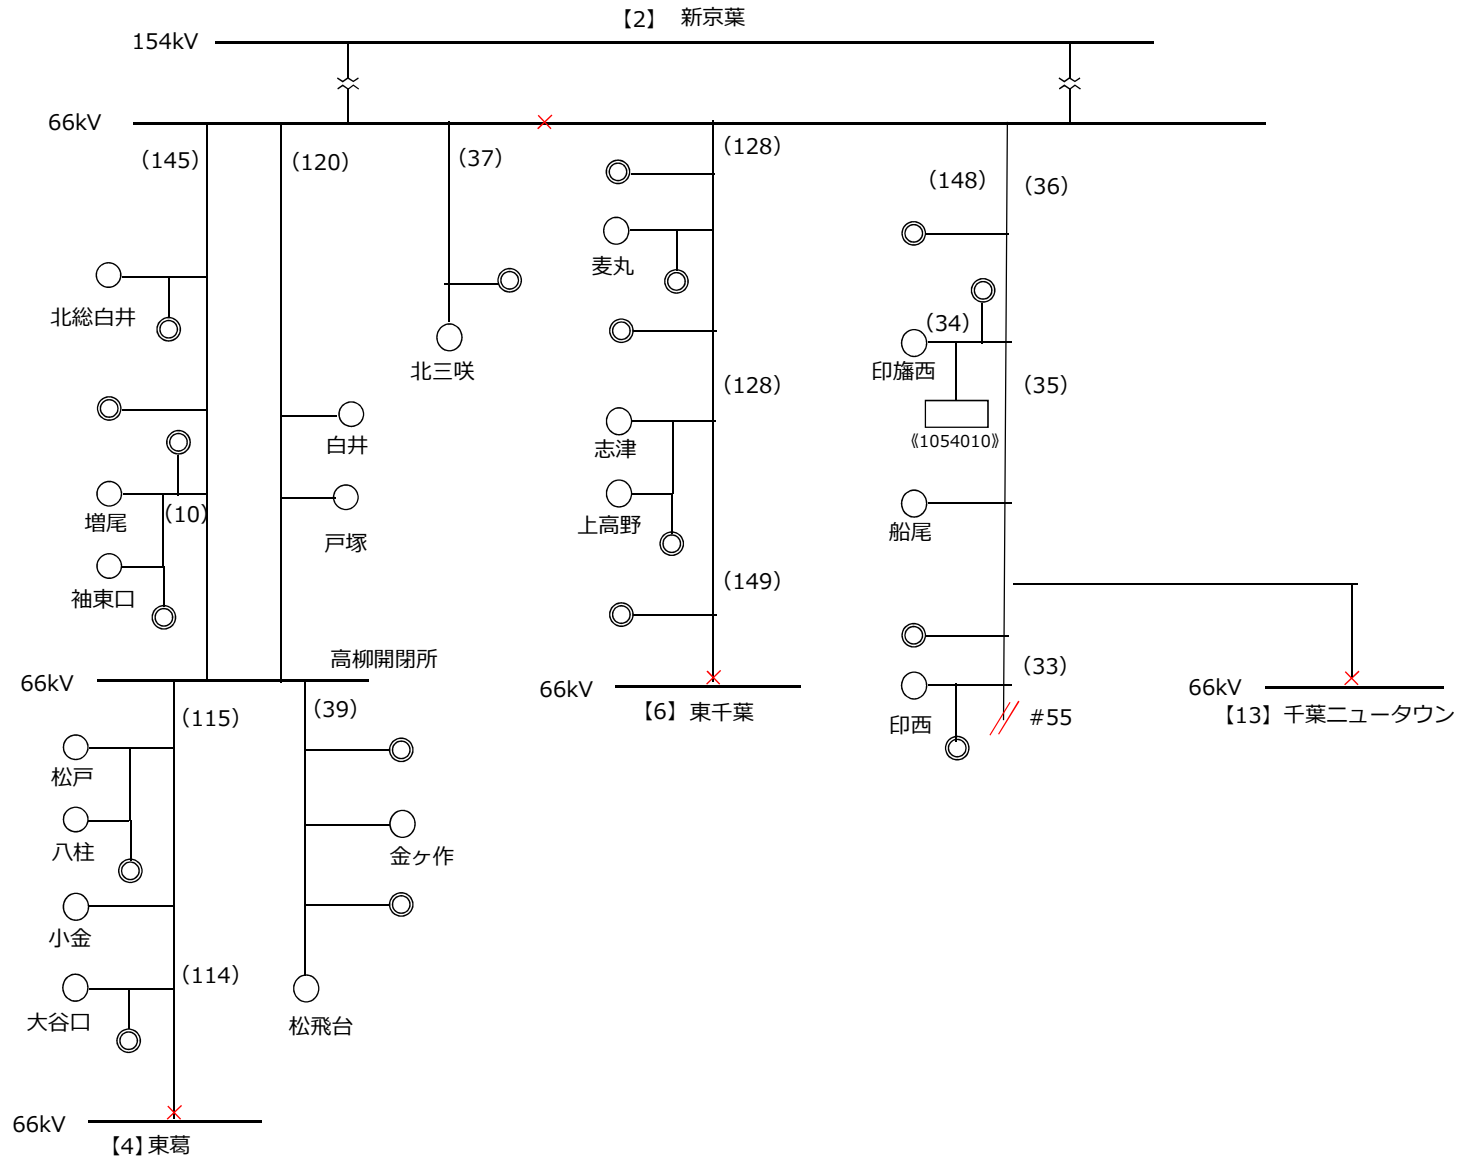 【2】 新京葉
154kV
66kV
(145)
(120)
(37)
(128)
(148)
(36)
北総白井
麦丸
北三咲
(34)
印旛西
(35)
(128)
《1054010》
白井
志津
増尾
(10)
戸塚
上高野
船尾
袖東口
(149)
高柳開閉所
66kV
(115)
(39)
66kV
【6】東千葉
(33)
印西
#55
66kV
【13】千葉ニュータウン
松戸
八柱
金ヶ作
小金
(114)
大谷口
松飛台
66kV
【4】東葛